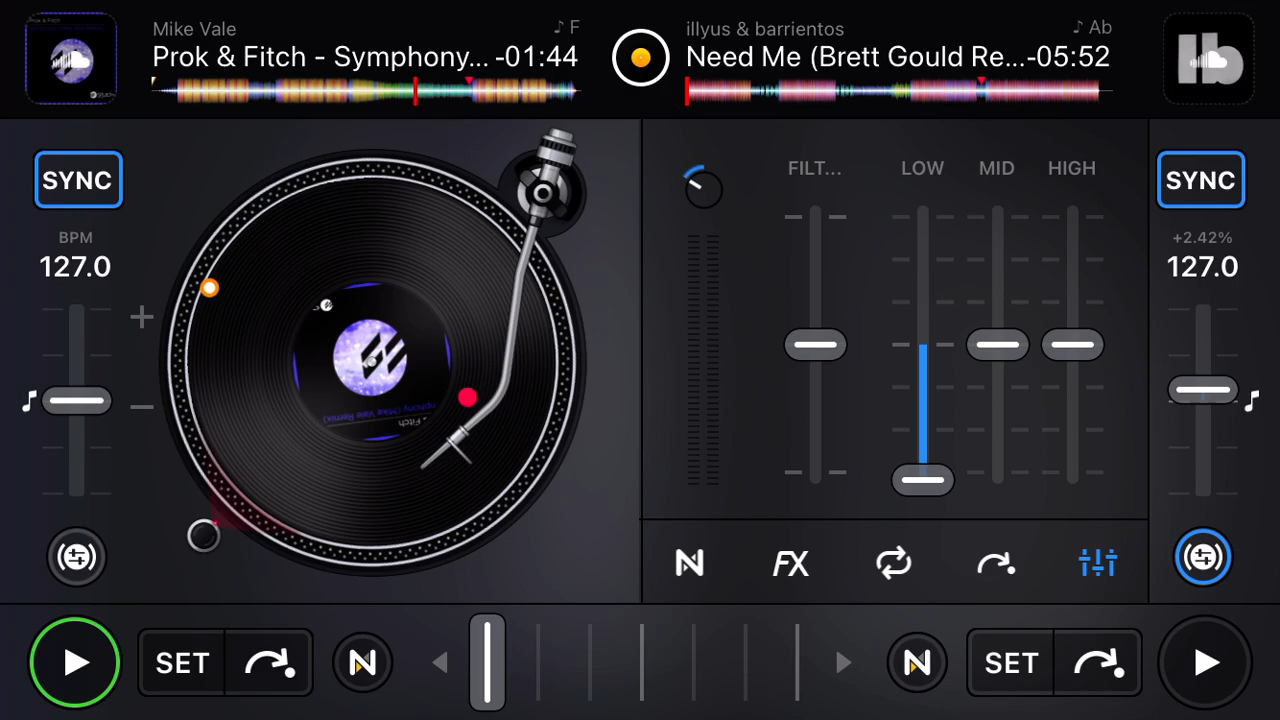 Mike Vale
♪ F
Prok & Fitch - Symphony... -01:44
illyus & barrientos
♪ Ab
Need Me (Brett Gould Re...-05:52
SYNC
BPM
127.0
FILT...
LOW
MID
HIGH
SYNC
+2.42%
127.0
FX
SET
SET